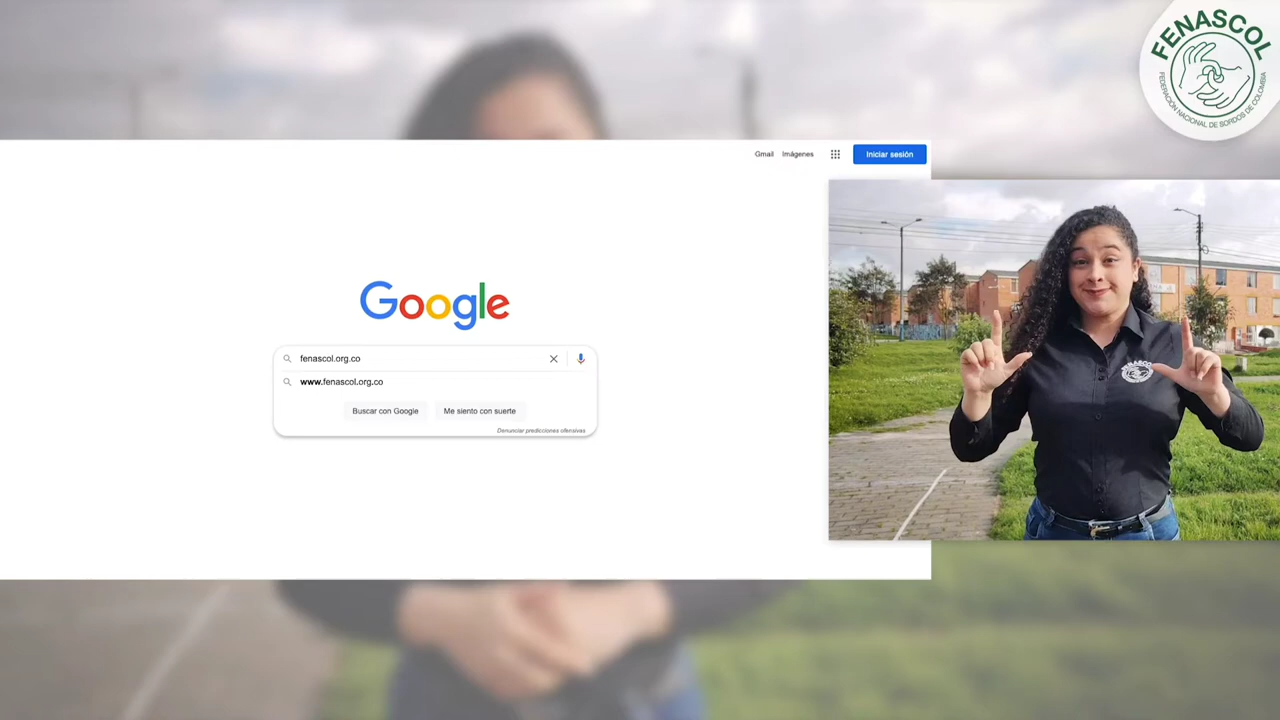 FENASCOL
FEDERACIÓN NACIONAL DE SORDOS DE COLOMBIA
Gmail Imágenes
Iniciar sesión
Google
fenascol.org.co
www.fenascol.org.co
Buscar con Google Me siento con suerte
Denunciar predicciones ofensivas
FENASCOL